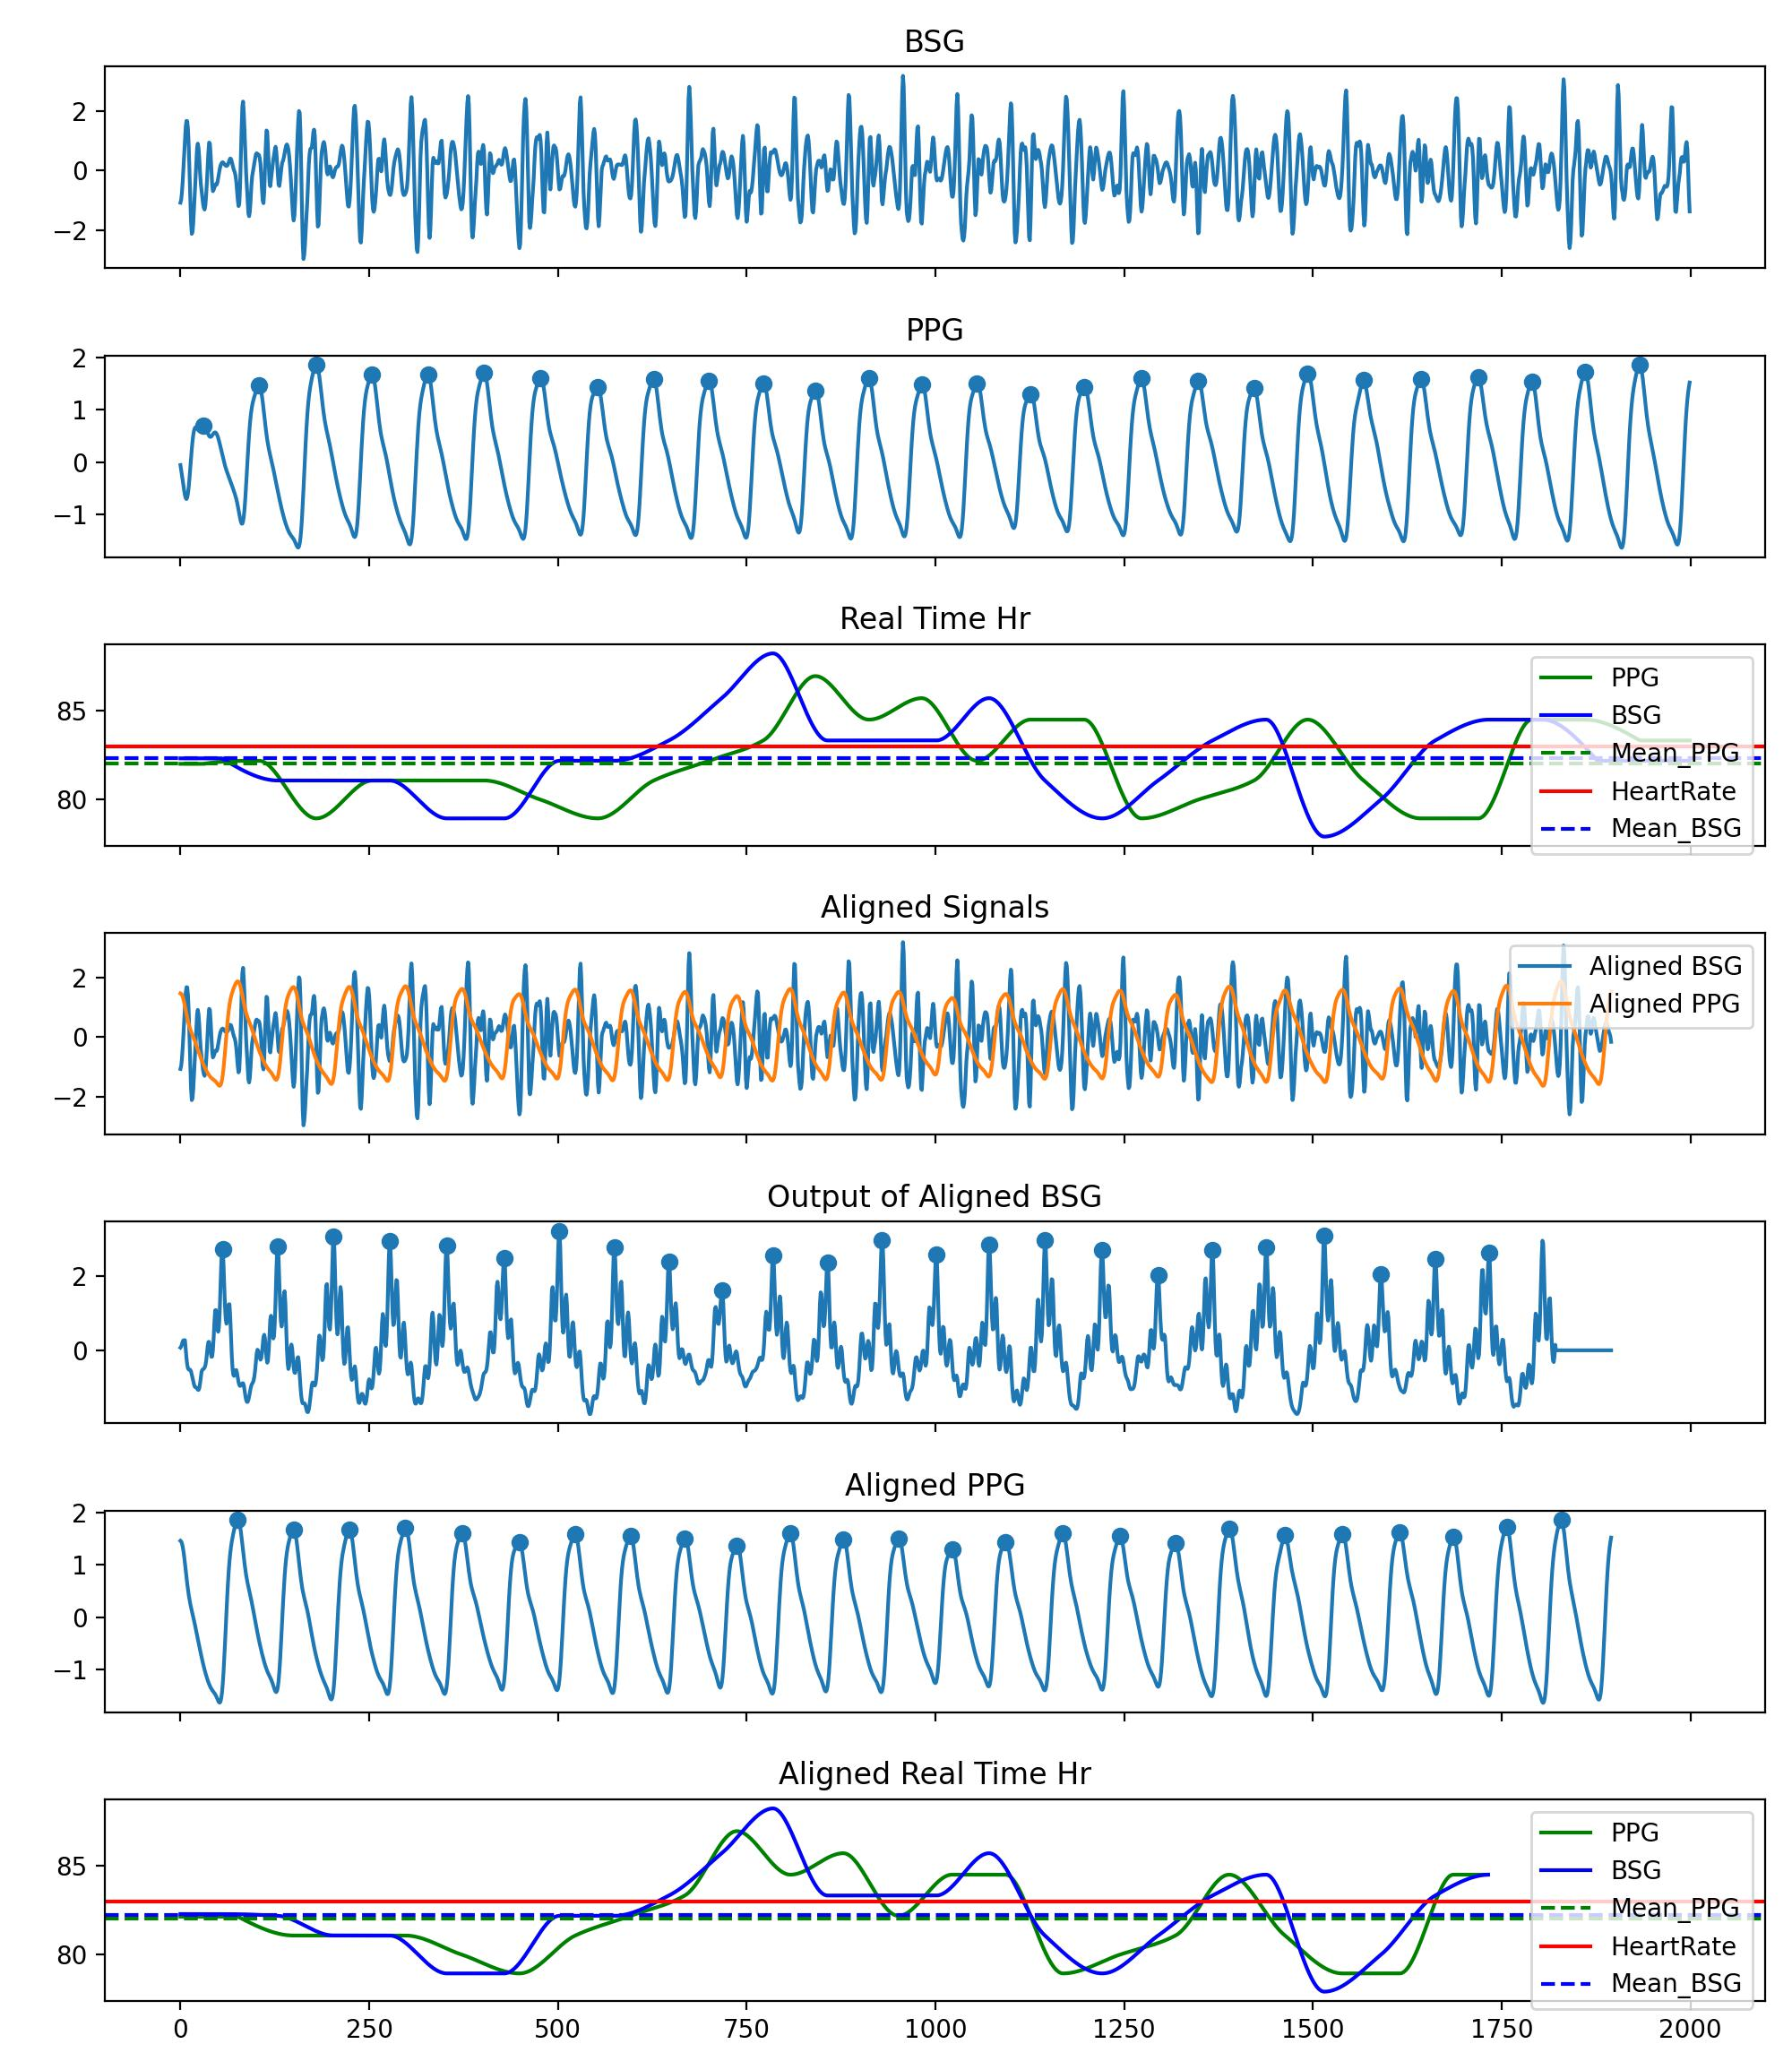 BSG
2
0
−2
PPG
2
1
0
−1
Real Time Hr
85
80
PPG
BSG
Mean_PPG
HeartRate
Mean_BSG
Aligned Signals
2
0
−2
Aligned BSG
Aligned PPG
Output of Aligned BSG
2
0
Aligned PPG
2
1
0
−1
Aligned Real Time Hr
85
80
PPG
BSG
Mean_PPG
HeartRate
Mean_BSG
0 250 500 750 1000 1250 1500 1750 2000